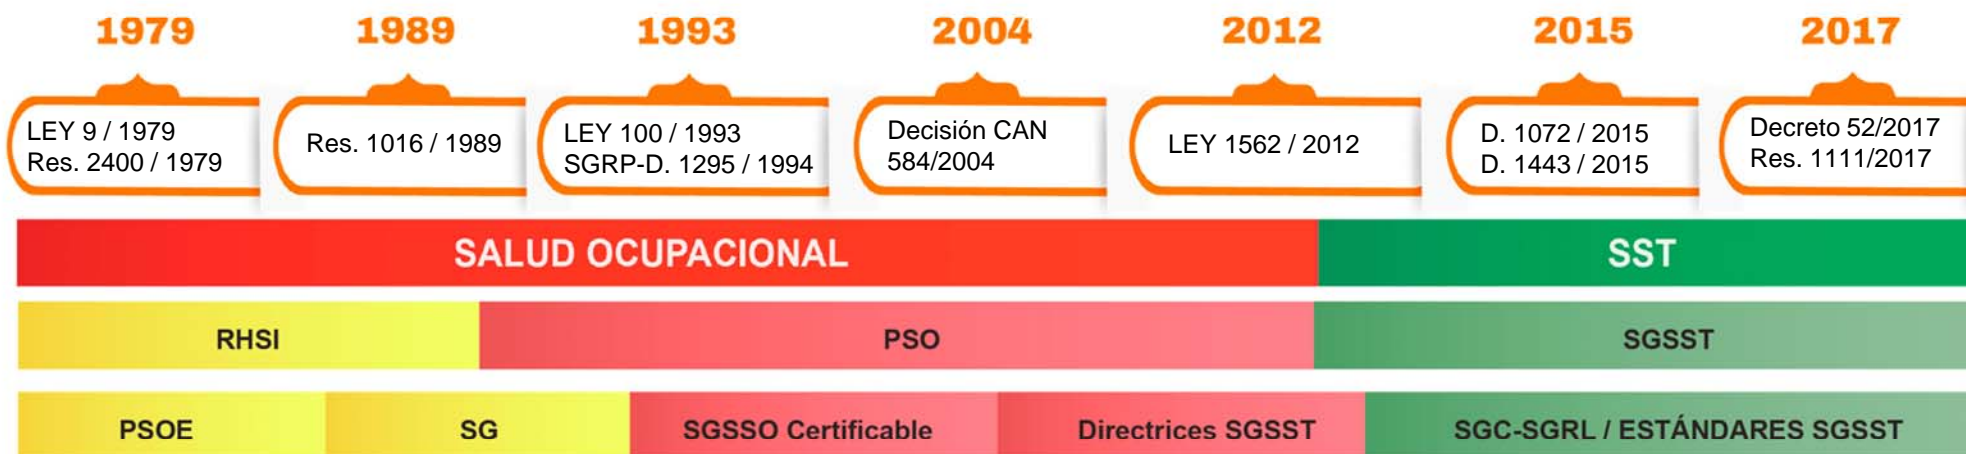 1979
1989
1993
2004
2012
2015
2017
LEY 9 / 1979
Res. 2400 / 1979
Res. 1016 / 1989
LEY 100 / 1993
SGRP-D. 1295 / 1994
Decisión CAN
584/2004
LEY 1562 / 2012
D. 1072 / 2015
D. 1443 / 2015
Decreto 52/2017
Res. 1111/2017
SALUD OCUPACIONAL
SST
RHSI
PSO
SGSST
PSOE
SG
SGSSO Certificable
Directrices SGSST
SGC-SGRL / ESTÁNDARES SGSST